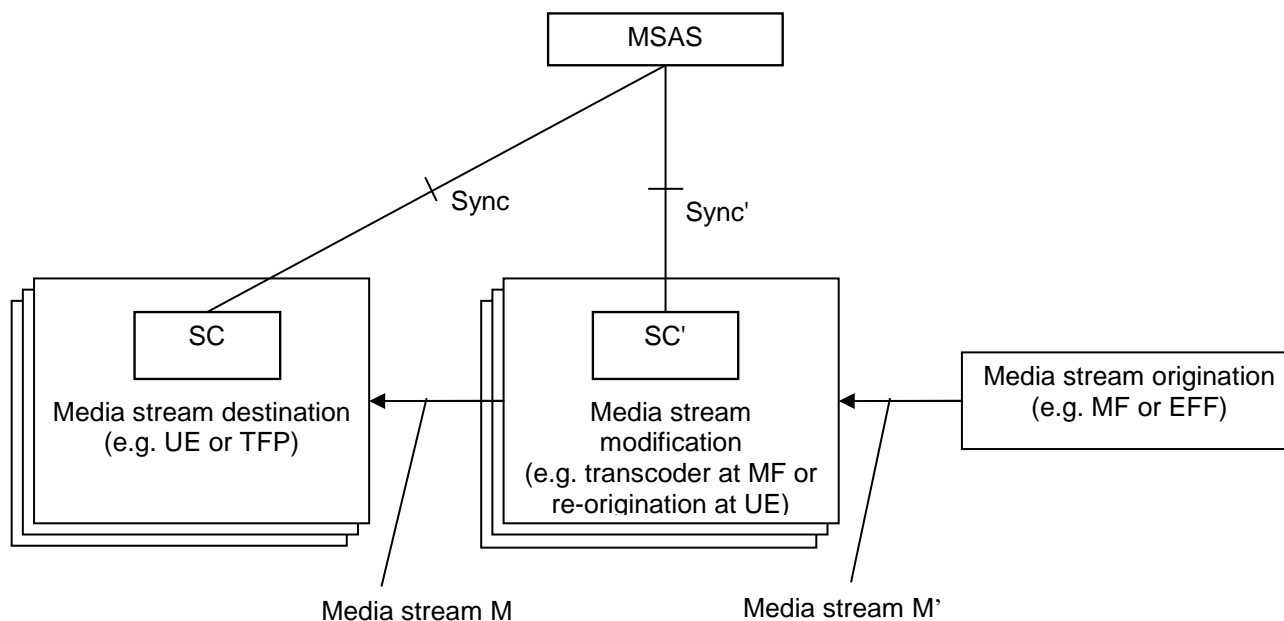 MSAS
Sync
Sync'
SC
Media stream destination
(e.g. UE or TFP)
SC'
Media stream
modification
(e.g. transcoder at MF or
re-origination at UE)
Media stream origination
(e.g. MF or EFF)
Media stream M
Media stream M’